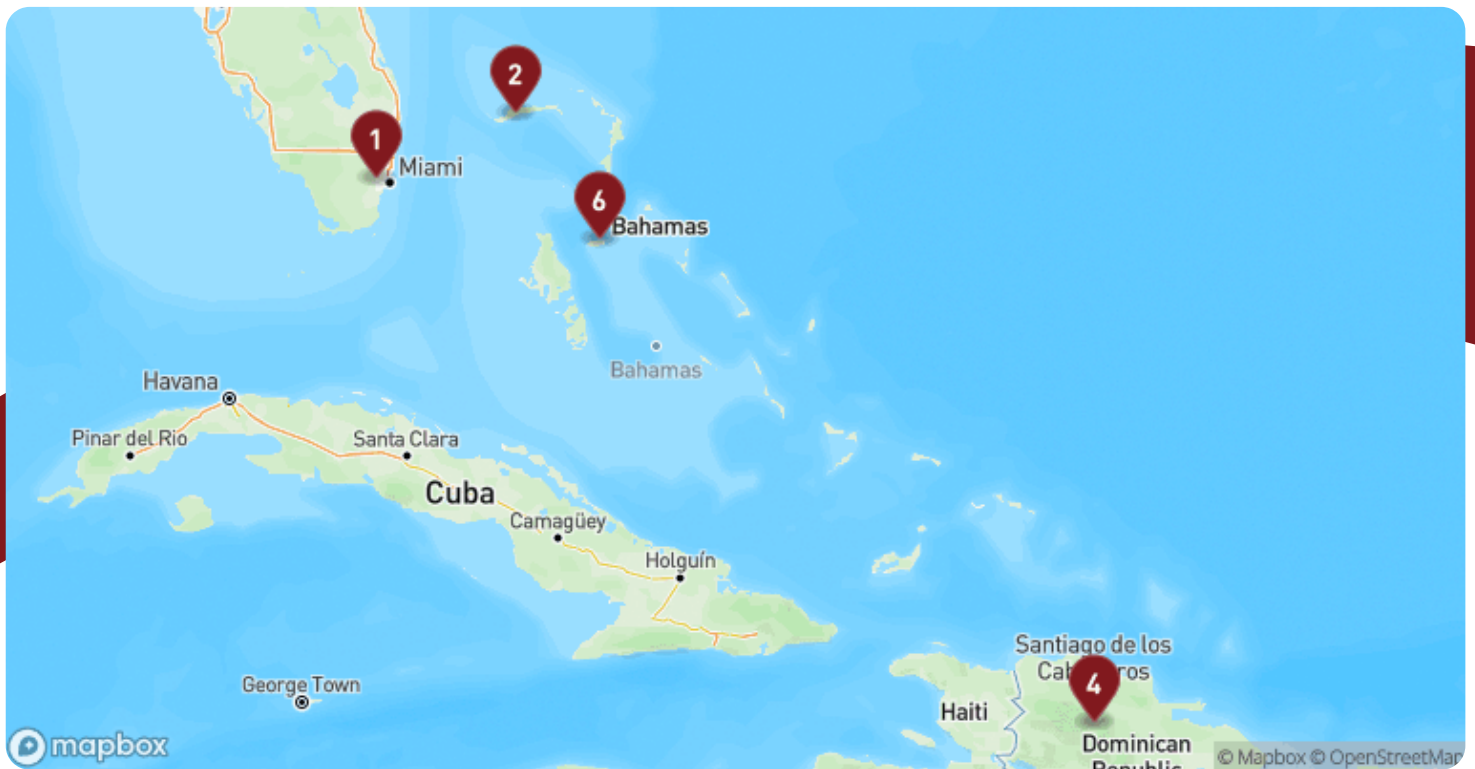 2
1
Miami
6
Bahamas
Bahamas
Havana
Pinar del Rio
Santa Clara
Cuba
Camagüey
Holguín
Santiago de los
4
George Town
Haiti
Dominican
Republic
mapbox
© Mapbox © OpenStreetMap